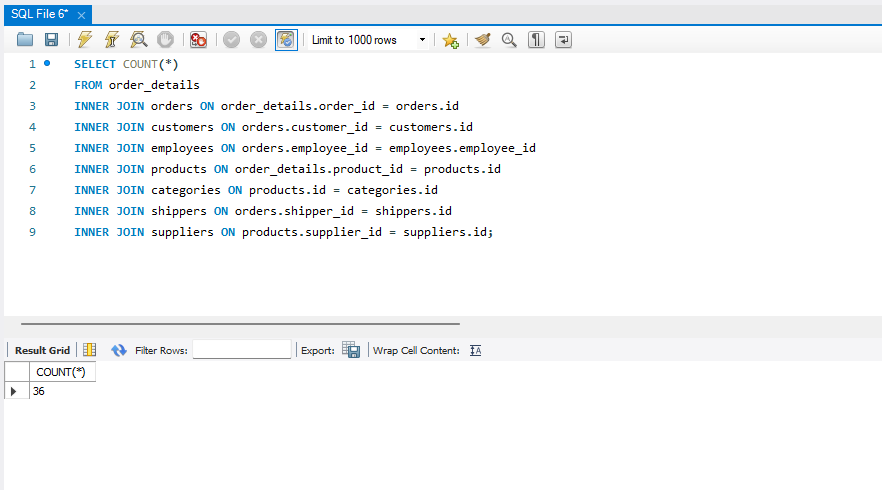 SQL File 6*
Limit to 1000 rows
1 SELECT COUNT(*)
2 FROM order_details
3 INNER JOIN orders ON order_details.order_id = orders.id
4 INNER JOIN customers ON orders.customer_id = customers.id
5 INNER JOIN employees ON orders.employee_id = employees.employee_id
6 INNER JOIN products ON order_details.product_id = products.id
7 INNER JOIN categories ON products.id = categories.id
8 INNER JOIN shippers ON orders.shipper_id = shippers.id
9 INNER JOIN suppliers ON products.supplier_id = suppliers.id;
Result Grid Filter Rows: Export: Wrap Cell Content:
COUNT(*)
36